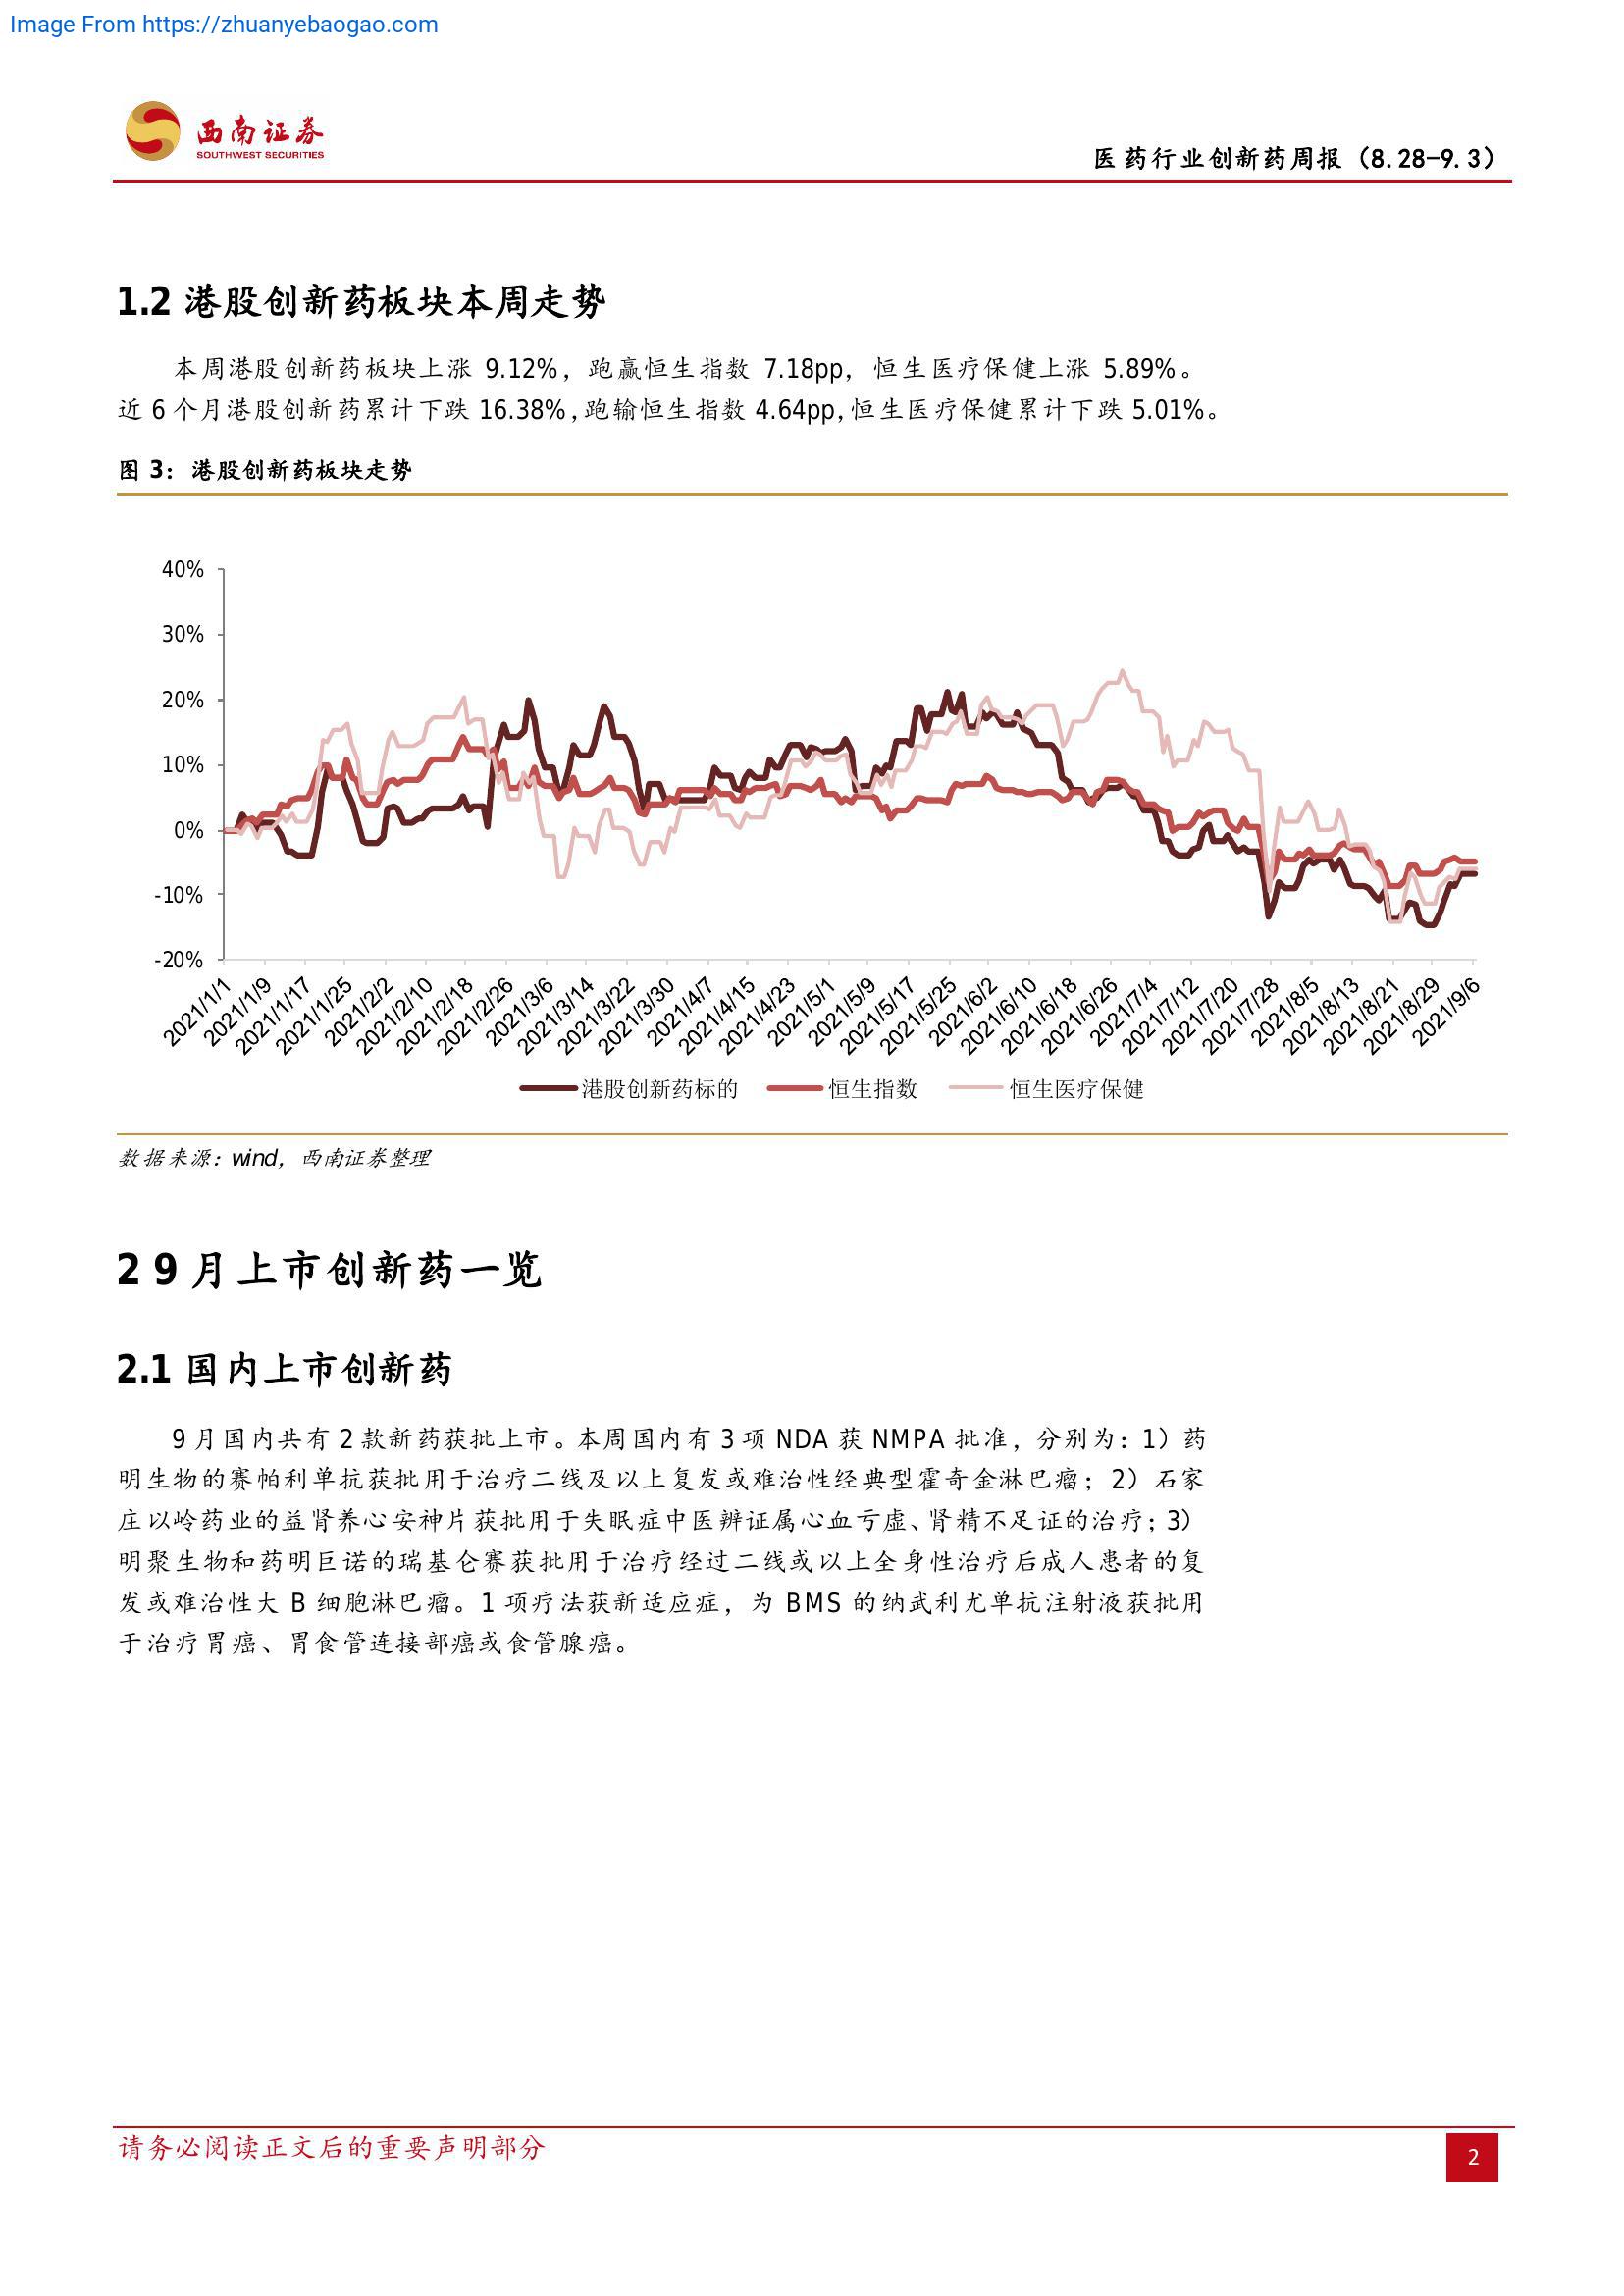 Image From https://zhuanyebaogao.com
西南证券
SOUTHWEST SECURITIES
医药行业创新药周报（8.28-9.3）
1.2 港股创新药板块本周走势
本周港股创新药板块上涨 9.12%，跑赢恒生指数 7.18pp，恒生医疗保健上涨 5.89%。
近 6 个月港股创新药累计下跌 16.38%，跑输恒生指数 4.64pp，恒生医疗保健累计下跌 5.01%。
图 3：港股创新药板块走势
40%
30%
20%
10%
0%
-10%
-20%
2021/1/1
2021/1/9
2021/1/17
2021/1/25
2021/2/2
2021/2/10
2021/2/18
2021/2/26
2021/3/6
2021/3/14
2021/3/22
2021/3/30
2021/4/7
2021/4/15
2021/4/23
2021/5/1
2021/5/9
2021/5/17
2021/5/25
2021/6/2
2021/6/10
2021/6/18
2021/6/26
2021/7/4
2021/7/12
2021/7/20
2021/7/28
2021/8/5
2021/8/13
2021/8/21
2021/8/29
2021/9/6
港股创新药标的 恒生指数 恒生医疗保健
数据来源：wind，西南证券整理
2 9 月上市创新药一览
2.1 国内上市创新药
9 月国内共有 2 款新药获批上市。本周国内有 3 项 NDA 获 NMPA 批准，分别为：1）药
明生物的赛帕利单抗获批用于治疗二线及以上复发或难治性经典型霍奇金淋巴瘤；2）石家
庄以岭药业的益肾养心安神片获批用于失眠症中医辨证属心血亏虚、肾精不足证的治疗；3）
明聚生物和药明巨诺的瑞基仑赛获批用于治疗经过二线或以上全身性治疗后成人患者的复
发或难治性大 B 细胞淋巴瘤。1 项疗法获新适应症，为 BMS 的纳武利尤单抗注射液获批用
于治疗胃癌、胃食管连接部癌或食管腺癌。
请务必阅读正文后的重要声明部分
2